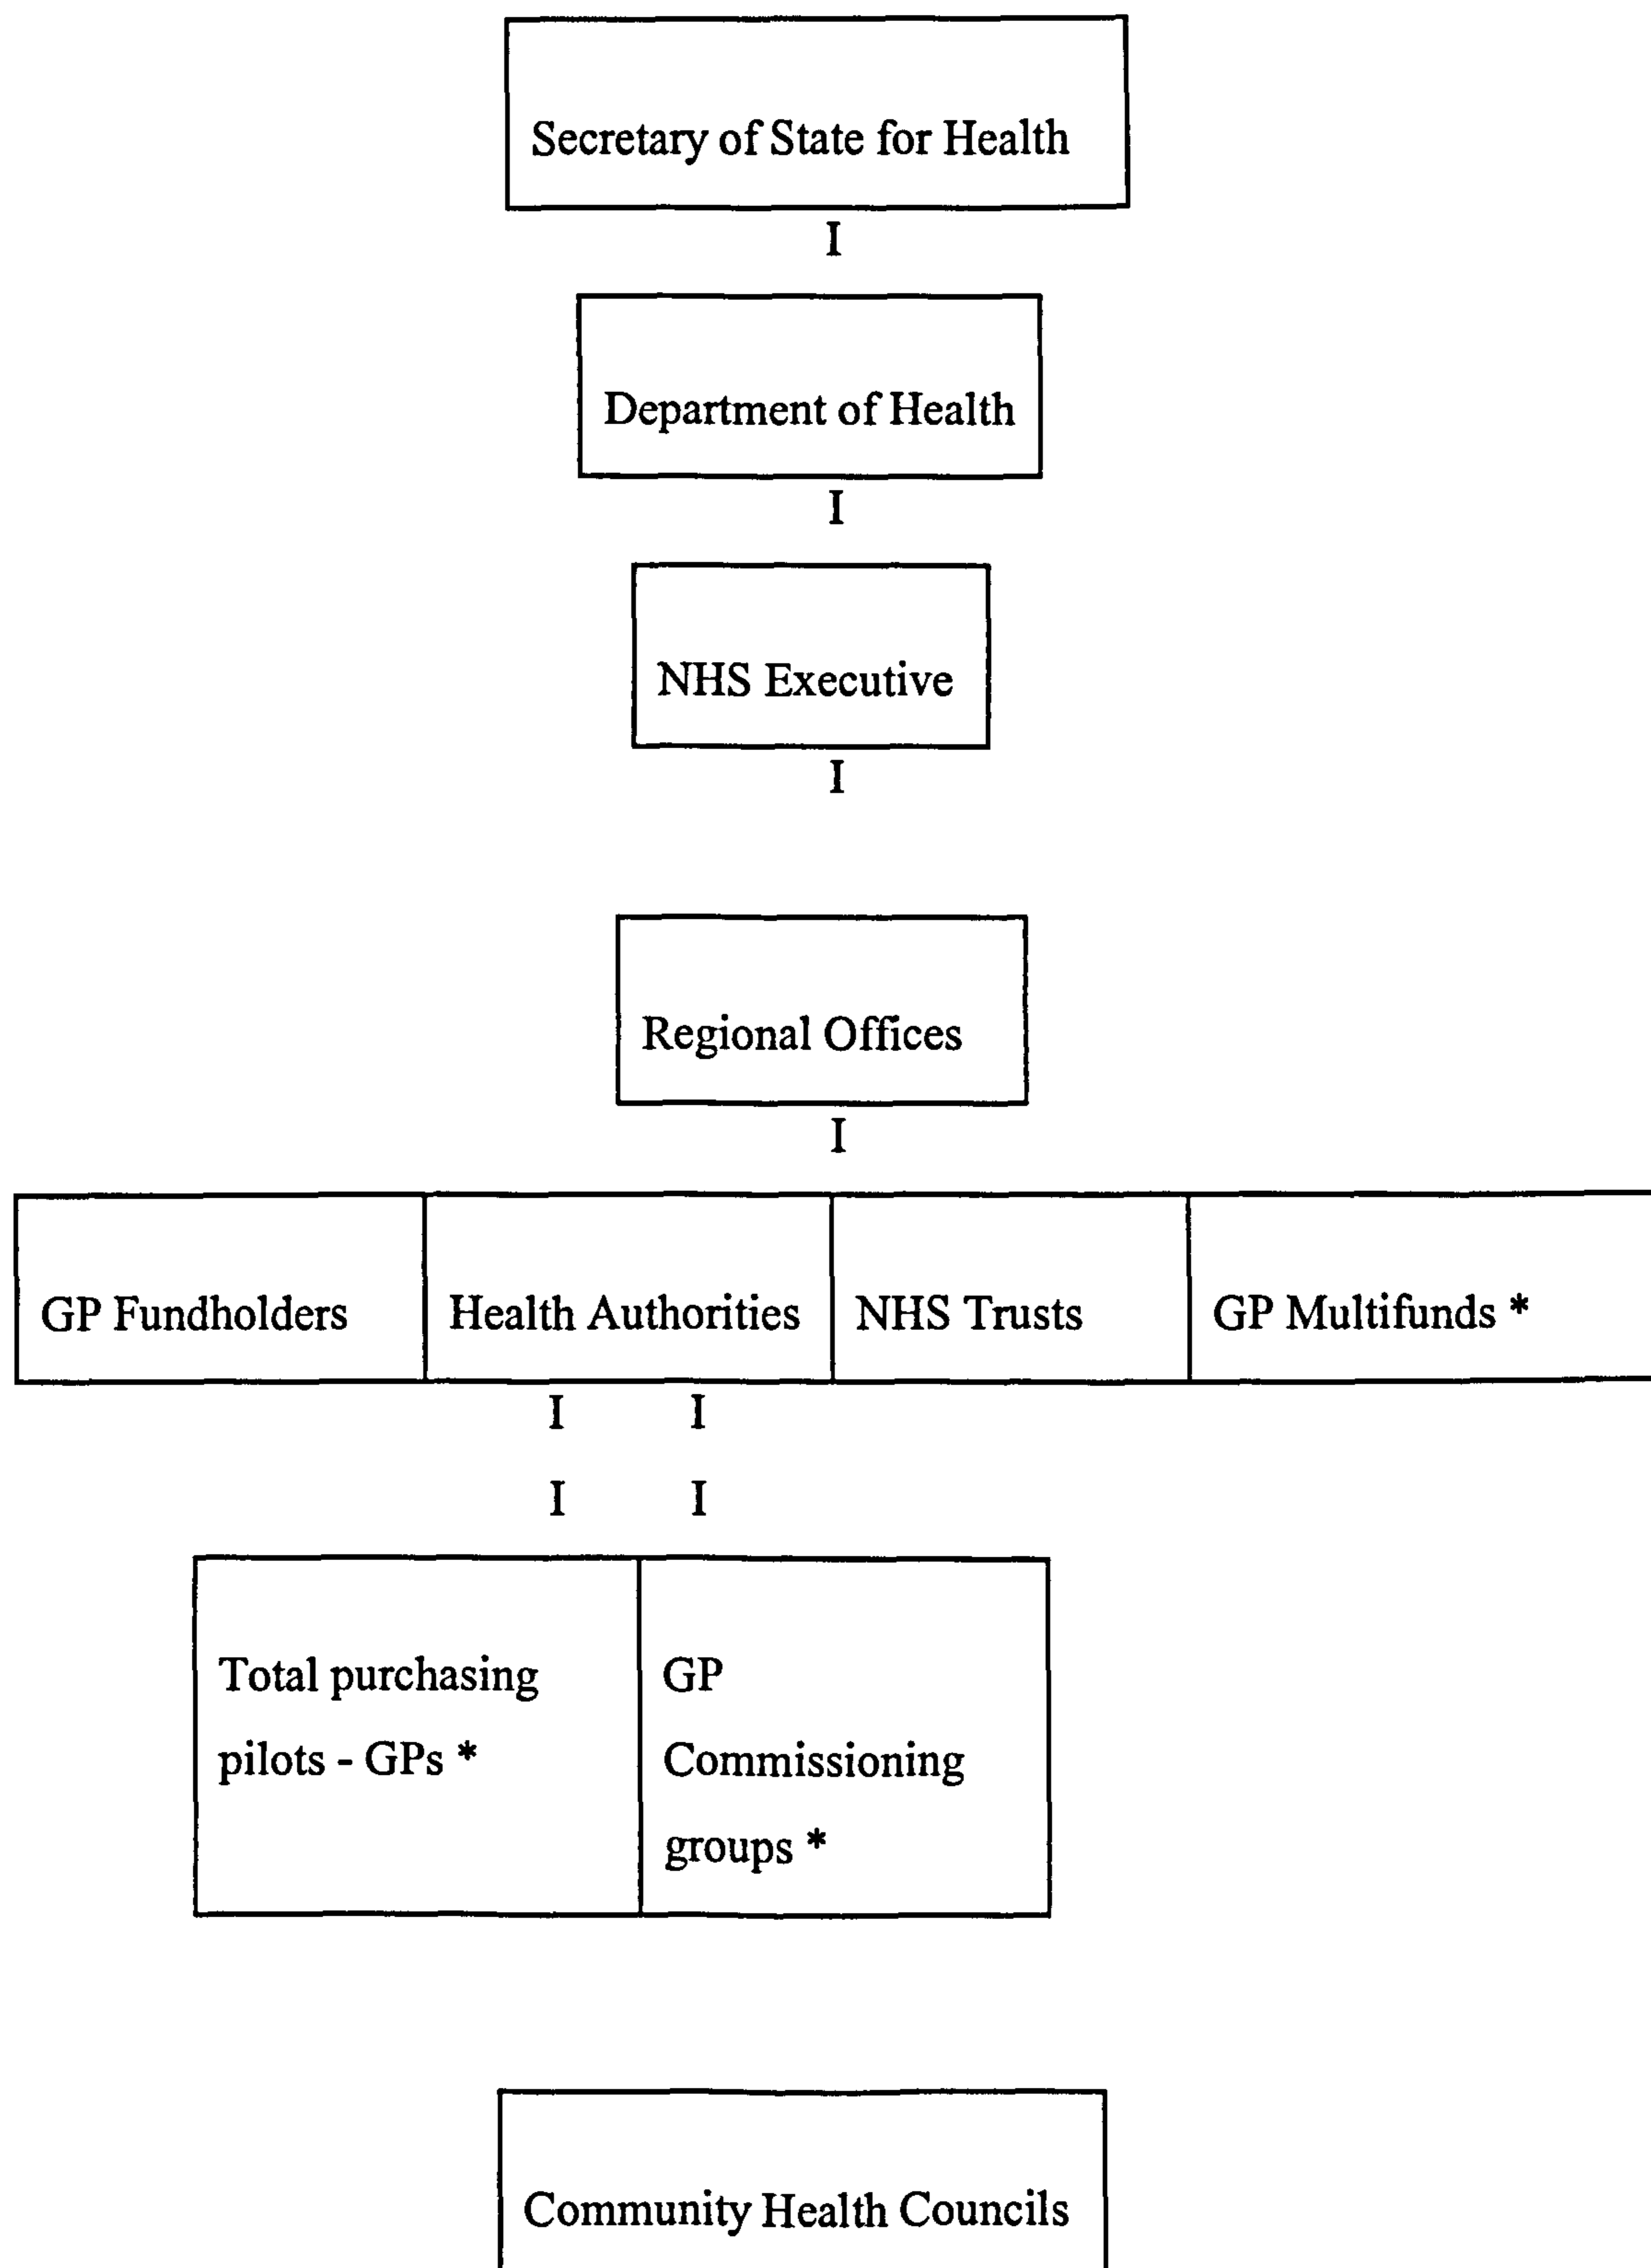 Secretary of State for Health
I
Department of Health
I
NHS Executive
I
Regional Offices
I
GP Fundholders
Health Authorities
NHS Trusts
GP Multifunds *
I I
I I
Total purchasing
pilots - GPs *
GP
Commissioning
groups *
Community Health Councils